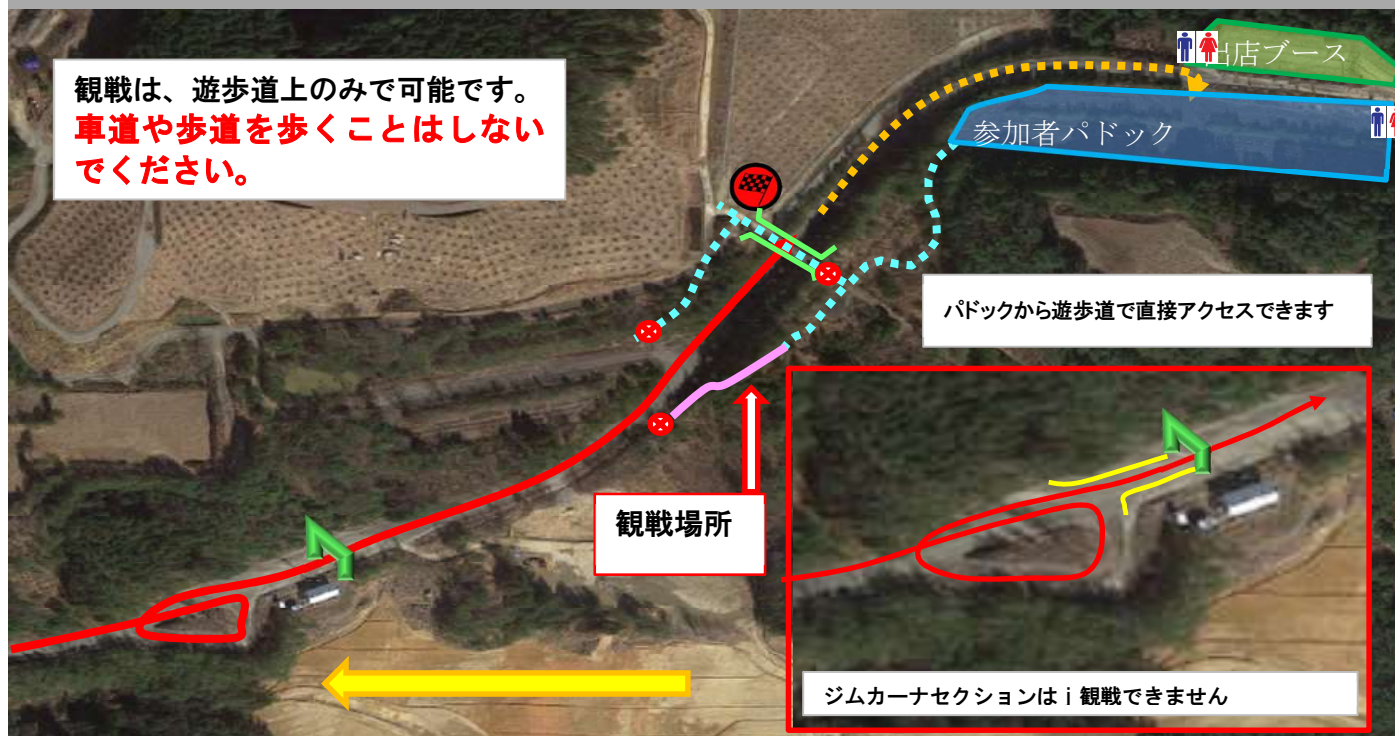 観戦は、遊歩道上のみで可能です。
車道や歩道を歩くことはしない
でください。
出店ブース
参加者パドック
パドックから遊歩道で直接アクセスできます
観戦場所
ジムカーナセクションはｉ観戦できません